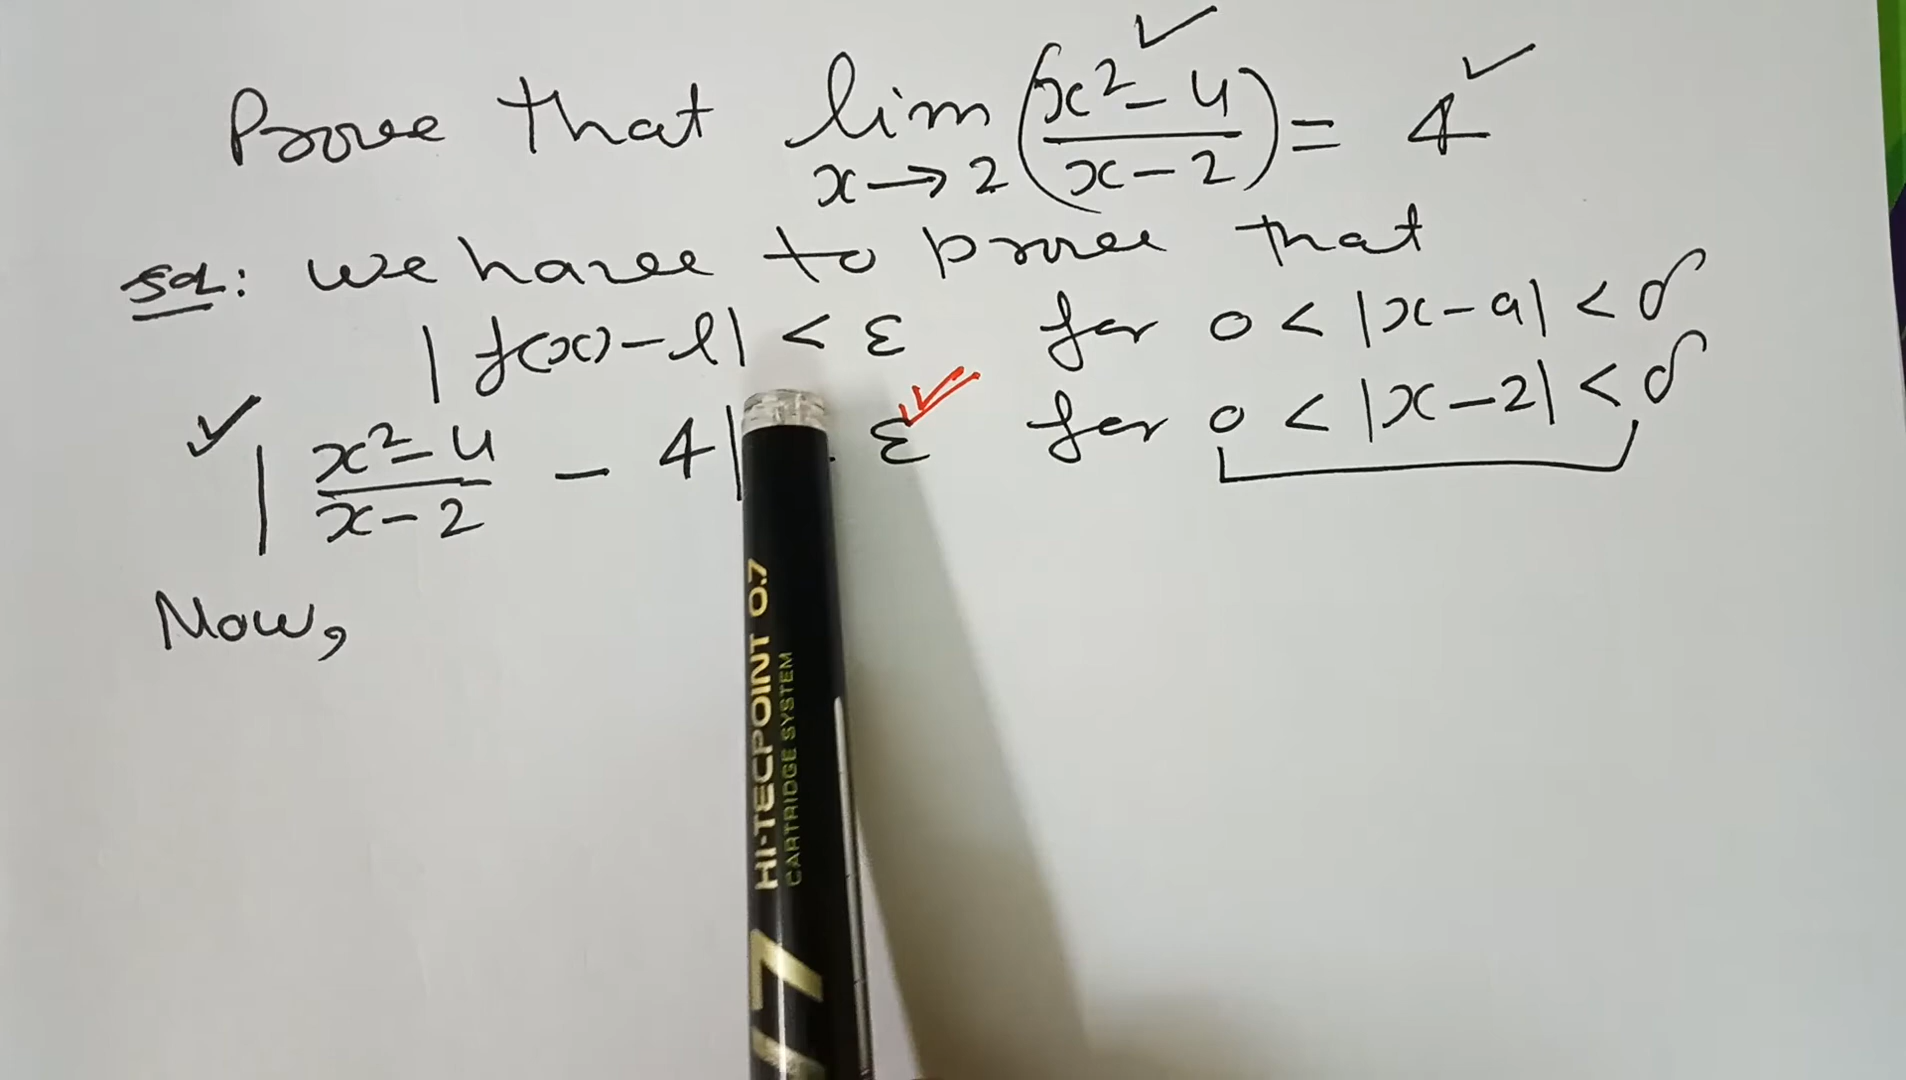 Prove that lim x→2 (x²-4 / x-2) = 4
Sol: we have to prove that
|f(x)-l| < ε for 0 < |x-a| < δ
|x²-4 / x-2 - 4| ε for 0 < |x-2| < δ
Now,
HI-TECPOINT 0.7
CARTRIDGE SYSTEM
V7